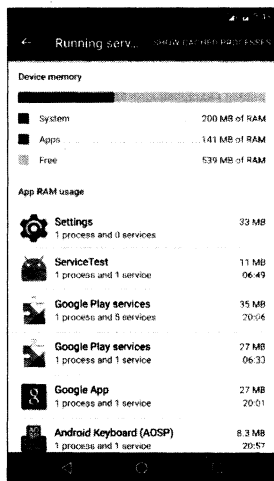 Running serv... SHOW CACHED PROCESSES
Device memory
System 200 MB of RAM
Apps 141 MB of RAM
Free 539 MB of RAM
App RAM usage
Settings 33 MB
1 process and 0 services
ServiceTest 11 MB
1 process and 1 service 06:49
Google Play services 35 MB
1 process and 5 services 20:06
Google Play services 27 MB
1 process and 1 service 06:33
Google App 27 MB
1 process and 1 service 20:01
Android Keyboard (AOSP) 8.3 MB
1 process and 1 service 20:57